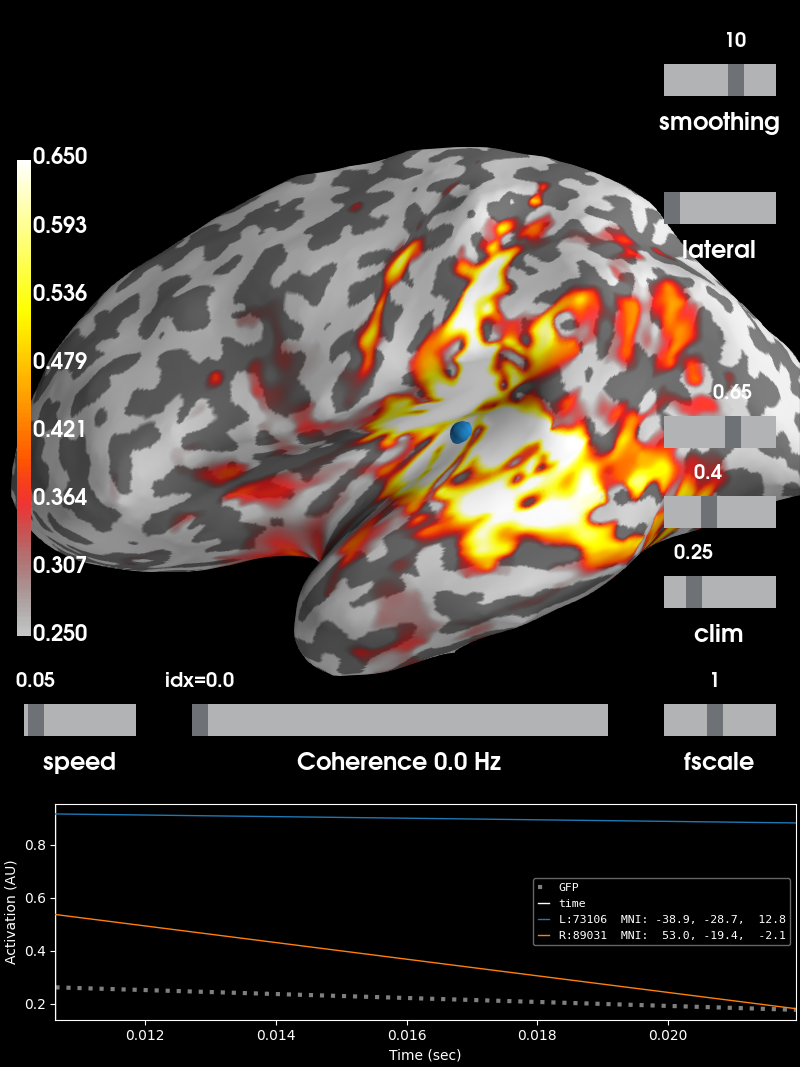 10
smoothing
lateral
0.650
0.593
0.536
0.479
0.421
0.364
0.307
0.250
0.65
0.4
0.25
clim
0.05
speed
idx=0.0
Coherence 0.0 Hz
1
fscale
Activation (AU)
0.8
0.6
0.4
0.2
GFP
time
L:73106 MNI: -38.9, -28.7, 12.8
R:89031 MNI: 53.0, -19.4, -2.1
0.012 0.014 0.016 0.018 0.020
Time (sec)